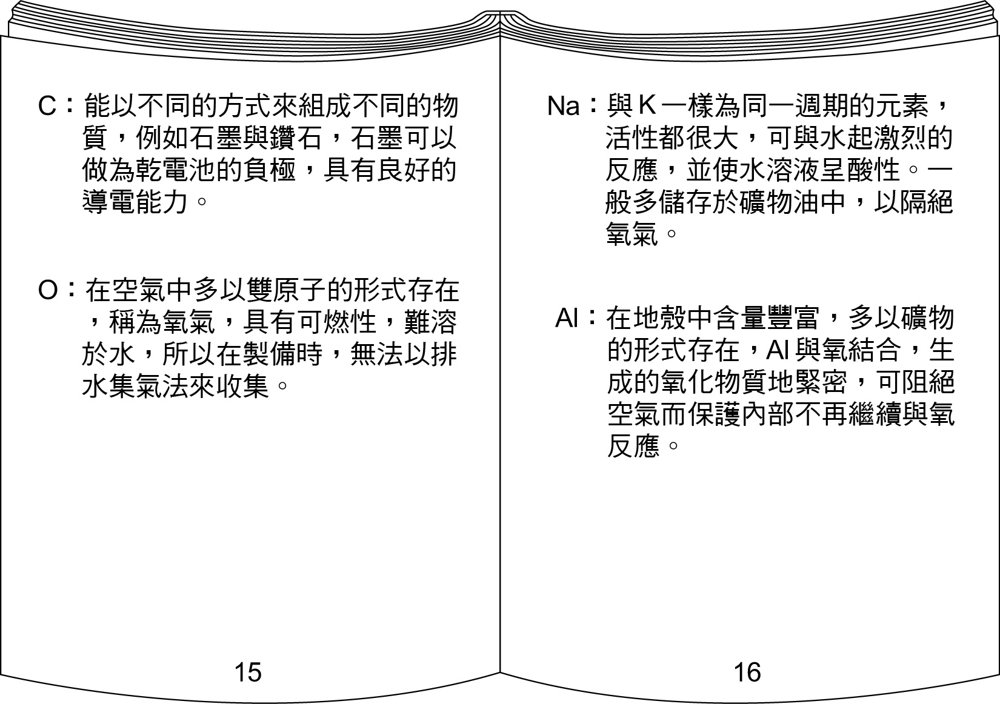 C：能以不同的方式來組成不同的物
質，例如石墨與鑽石，石墨可以
做為乾電池的負極，具有良好的
導電能力。
O：在空氣中多以雙原子的形式存在
，稱為氧氣，具有可燃性，難溶
於水，所以在製備時，無法以排
水集氣法來收集。
15
Na：與K一樣為同一週期的元素，
活性都很大，可與水起激烈的
反應，並使水溶液呈酸性。一
般多儲存於礦物油中，以隔絕
氧氣。
Al：在地殼中含量豐富，多以礦物
的形式存在，Al與氧結合，生
成的氧化物質地緊密，可阻絕
空氣而保護內部不再繼續與氧
反應。
16